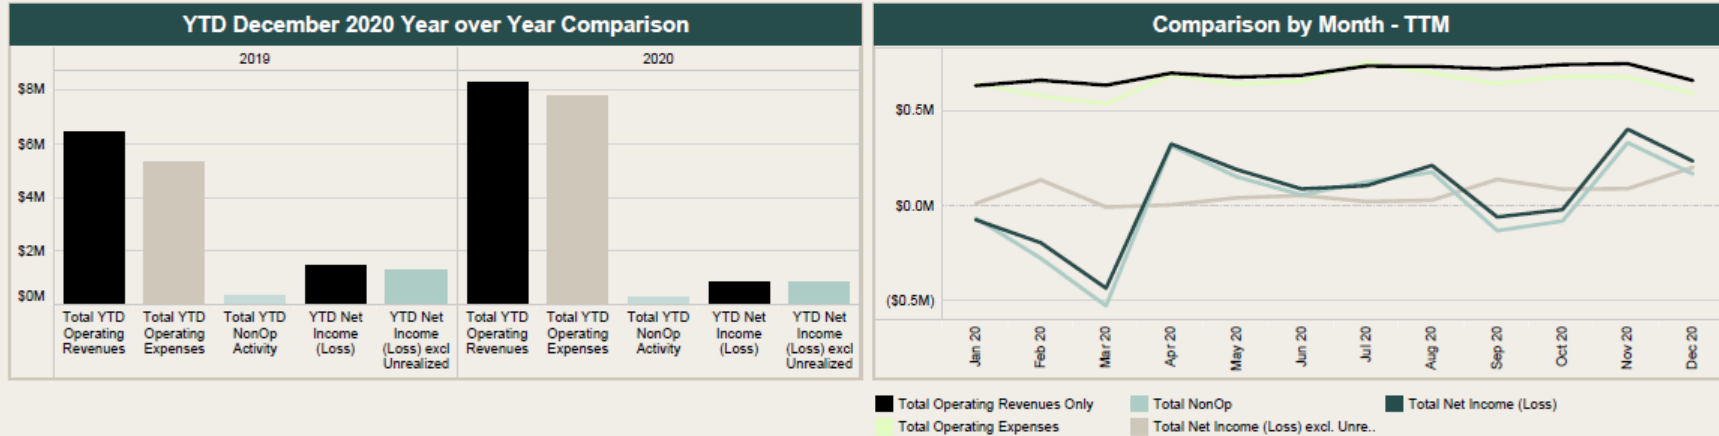 YTD December 2020 Year over Year Comparison
2019
2020
$8M
$6M
$4M
$2M
$0M
Total YTD
Operating
Revenues
Total YTD
Operating
Expenses
Total YTD
NonOp
Activity
YTD Net
Income
(Loss)
YTD Net
Income
(Loss) excl
Unrealized
Total YTD
Operating
Revenues
Total YTD
Operating
Expenses
Total YTD
NonOp
Activity
YTD Net
Income
(Loss)
YTD Net
Income
(Loss) excl
Unrealized
Comparison by Month - TTM
$0.5M
$0.0M
($0.5M)
Jan 20
Feb 20
Mar 20
Apr 20
May 20
Jun 20
Jul 20
Aug 20
Sep 20
Oct 20
Nov 20
Dec 20
Total Operating Revenues Only
Total NonOp
Total Net Income (Loss)
Total Operating Expenses
Total Net Income (Loss) excl. Unre..